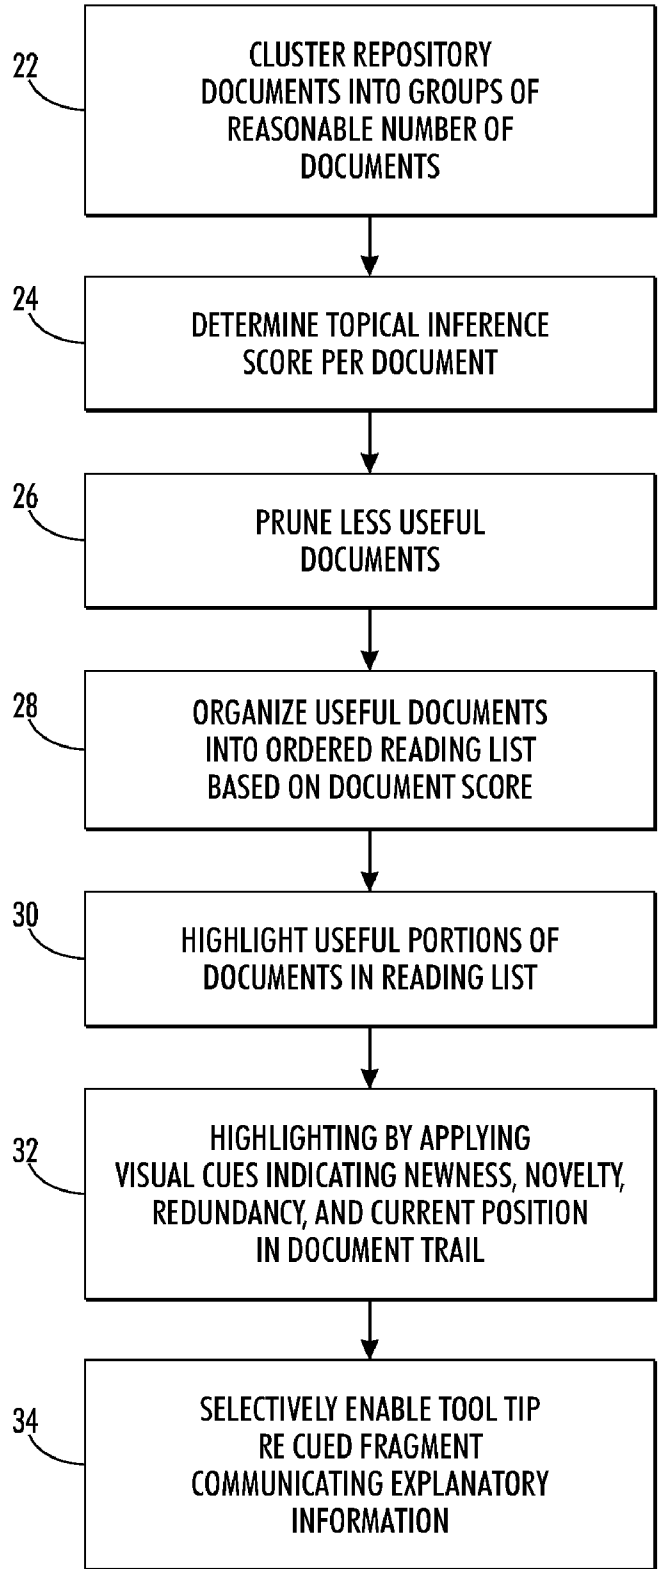 22
CLUSTER REPOSITORY
DOCUMENTS INTO GROUPS OF
REASONABLE NUMBER OF
DOCUMENTS
24
DETERMINE TOPICAL INFERENCE
SCORE PER DOCUMENT
26
PRUNE LESS USEFUL
DOCUMENTS
28
ORGANIZE USEFUL DOCUMENTS
INTO ORDERED READING LIST
BASED ON DOCUMENT SCORE
30
HIGHLIGHT USEFUL PORTIONS OF
DOCUMENTS IN READING LIST
32
HIGHLIGHTING BY APPLYING
VISUAL CUES INDICATING NEWNESS, NOVELTY,
REDUNDANCY, AND CURRENT POSITION
IN DOCUMENT TRAIL
34
SELECTIVELY ENABLE TOOL TIP
RE CUED FRAGMENT
COMMUNICATING EXPLANATORY
INFORMATION